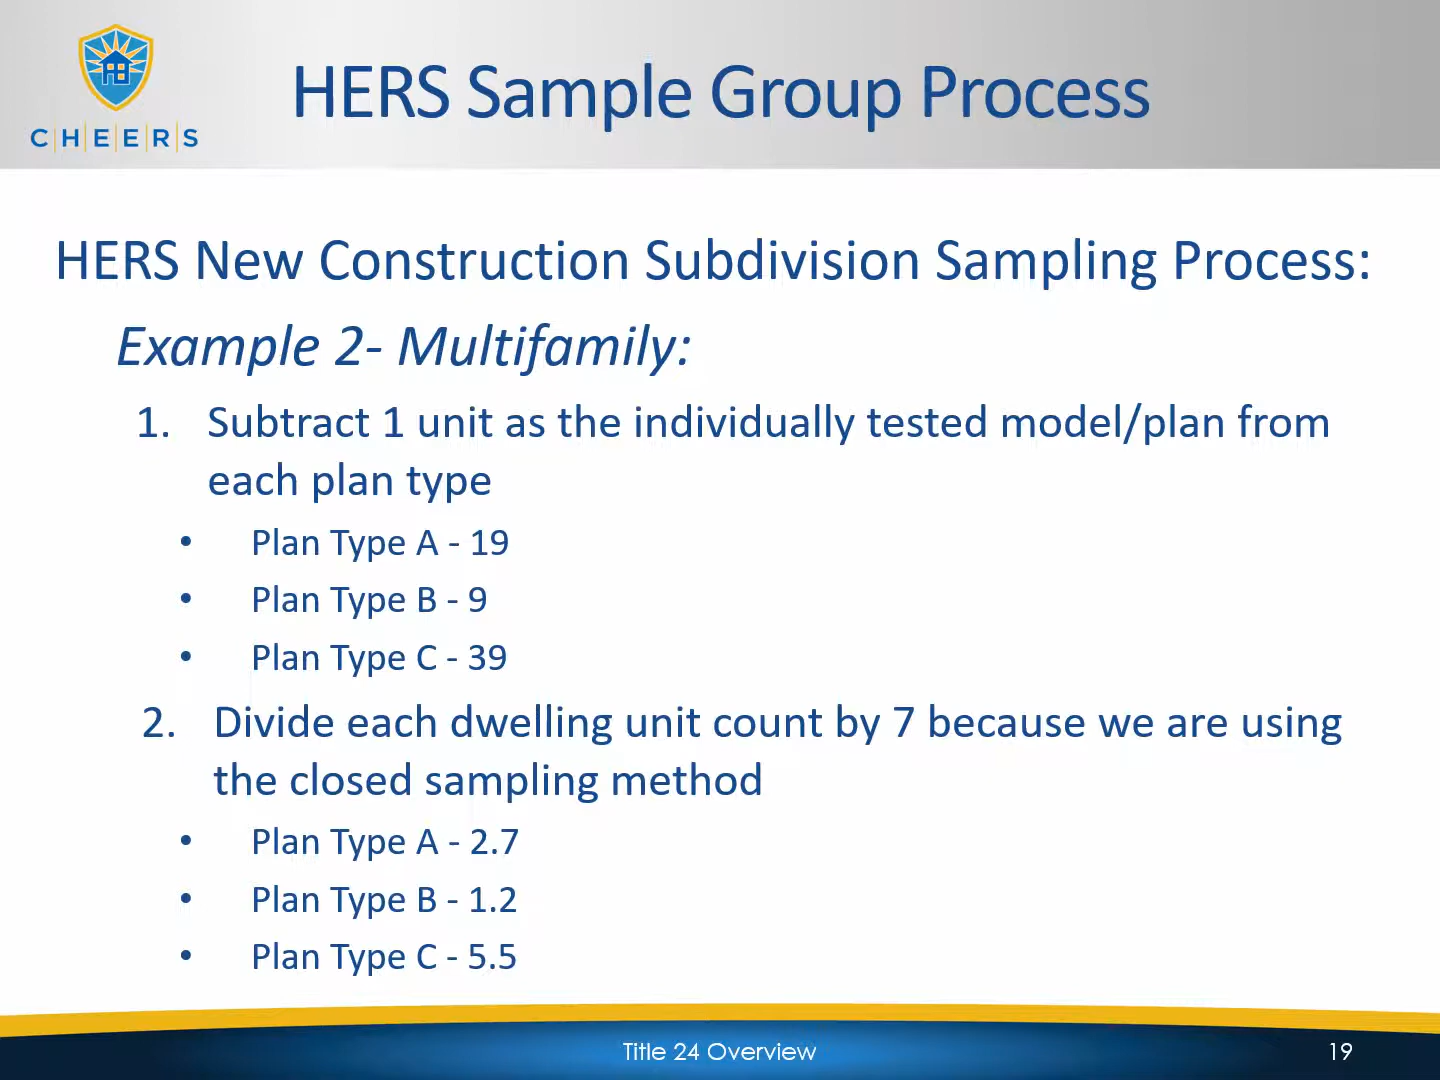 HERS Sample Group Process
C|H|E|E|R|S
HERS New Construction Subdivision Sampling Process:
Example 2- Multifamily:
1. Subtract 1 unit as the individually tested model/plan from
each plan type
• Plan Type A - 19
• Plan Type B - 9
• Plan Type C - 39
2. Divide each dwelling unit count by 7 because we are using
the closed sampling method
• Plan Type A - 2.7
• Plan Type B - 1.2
• Plan Type C - 5.5
Title 24 Overview
19